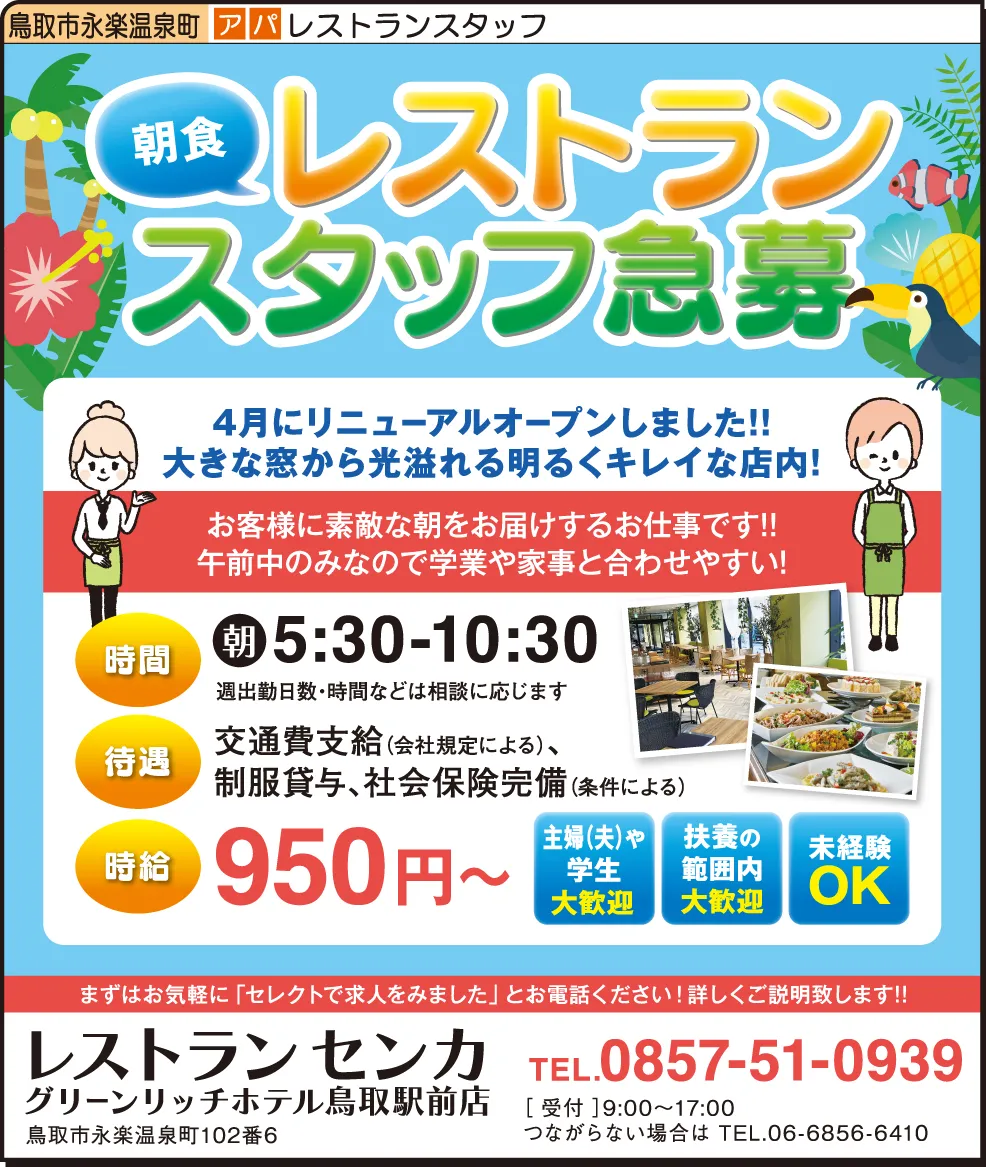 鳥取市永楽温泉町 ア パ レストランスタッフ
朝食
レストラン
スタッフ急募
4月にリニューアルオープンしました!!
大きな窓から光溢れる明るくキレイな店内!
お客様に素敵な朝をお届けするお仕事です!!
午前中のみなので学業や家事と合わせやすい!
時間
朝5:30-10:30
週出勤日数・時間などは相談に応じます
待遇
交通費支給(会社規定による)、
制服貸与、社会保険完備(条件による)
時給
950円～
主婦(夫)や
学生
大歓迎
扶養の
範囲内
大歓迎
未経験
OK
まずはお気軽に「セレクトで求人をみました」とお電話ください!詳しくご説明致します!!
レストラン センカ
グリーンリッチホテル鳥取駅前店
鳥取市永楽温泉町102番6
TEL.0857-51-0939
[ 受付 ]9:00～17:00
つながらない場合は TEL.06-6856-6410